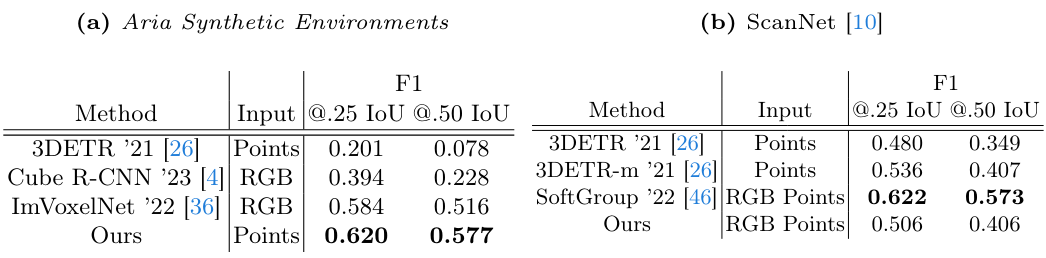 (a) Aria Synthetic Environments
F1
Method Input @.25 IoU @.50 IoU
3DETR '21 [26] Points 0.201 0.078
Cube R-CNN '23 [4] RGB 0.394 0.228
ImVoxelNet '22 [36] RGB 0.584 0.516
Ours Points 0.620 0.577
(b) ScanNet [10]
F1
Method Input @.25 IoU @.50 IoU
3DETR '21 [26] Points 0.480 0.349
3DETR-m '21 [26] Points 0.536 0.407
SoftGroup '22 [46] RGB Points 0.622 0.573
Ours RGB Points 0.506 0.406